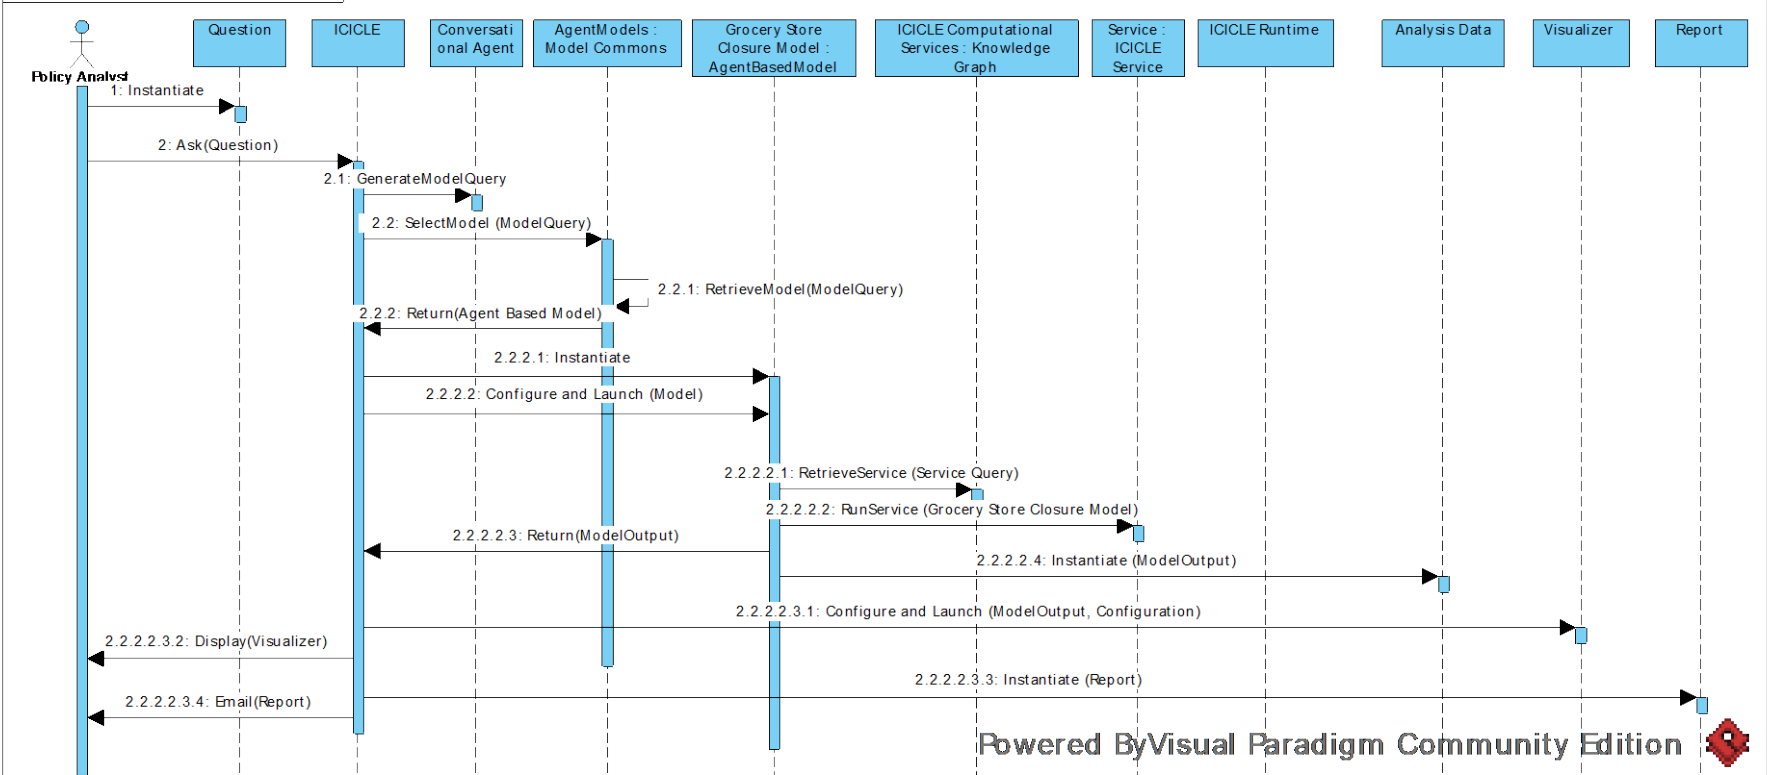 Policy Analyst
Question
ICICLE
Conversati
onal Agent
AgentModels :
Model Commons
Grocery Store
Closure Model :
AgentBasedModel
ICICLE Computational
Services : Knowledge
Graph
Service :
ICICLE
Service
ICICLE Runtime
Analysis Data
Visualizer
Report
1: Instantiate
2: Ask(Question)
2.1: GenerateModelQuery
2.2: SelectModel (ModelQuery)
2.2.1: RetrieveModel(ModelQuery)
2.2.2: Return(Agent Based Model)
2.2.2.1: Instantiate
2.2.2.2: Configure and Launch (Model)
2.2.2.2.1: RetrieveService (Service Query)
2.2.2.2.2: RunService (Grocery Store Closure Model)
2.2.2.2.3: Return(ModelOutput)
2.2.2.2.4: Instantiate (ModelOutput)
2.2.2.2.3.1: Configure and Launch (ModelOutput, Configuration)
2.2.2.2.3.2: Display(Visualizer)
2.2.2.2.3.3: Instantiate (Report)
2.2.2.2.3.4: Email(Report)
Powered ByVisual Paradigm Community Edition